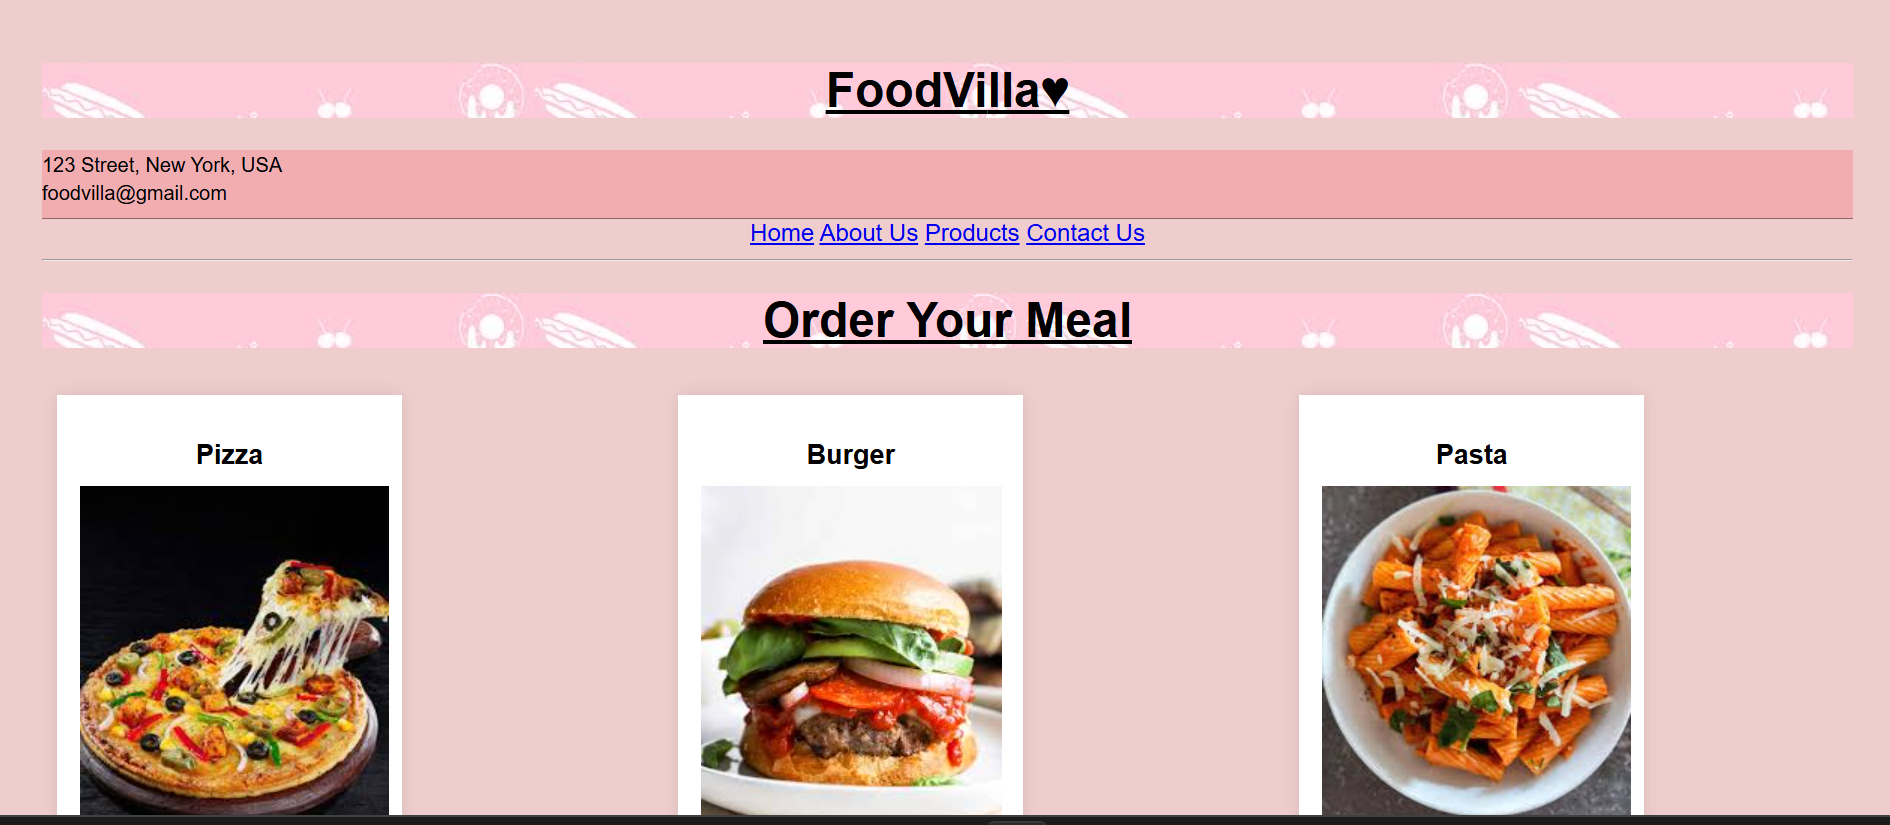 FoodVilla♥
123 Street, New York, USA
foodvilla@gmail.com
Home About Us Products Contact Us
Order Your Meal
Pizza
Burger
Pasta